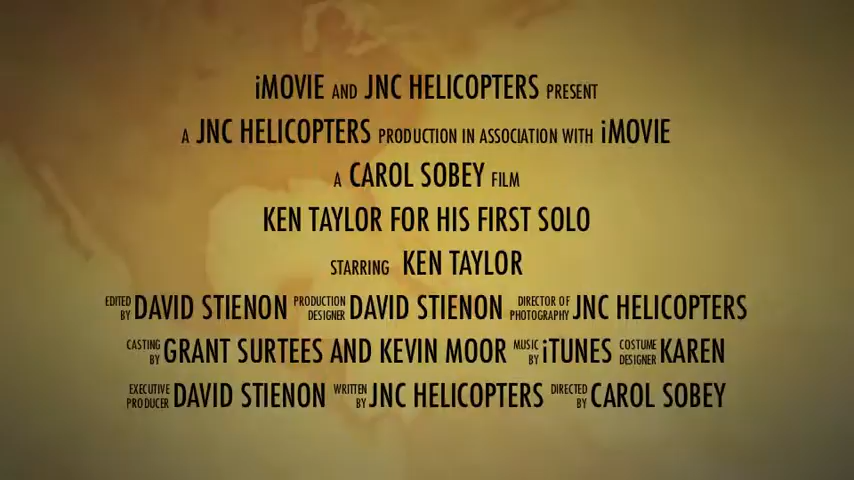 iMOVIE AND JNC HELICOPTERS PRESENT
A JNC HELICOPTERS PRODUCTION IN ASSOCIATION WITH iMOVIE
A CAROL SOBEY FILM
KEN TAYLOR FOR HIS FIRST SOLO
STARRING KEN TAYLOR
EDITED BY DAVID STIENON PRODUCTION DESIGNER DAVID STIENON DIRECTOR OF PHOTOGRAPHY JNC HELICOPTERS
CASTING BY GRANT SURTEES AND KEVIN MOOR MUSIC BY iTUNES COSTUME DESIGNER KAREN
EXECUTIVE PRODUCER DAVID STIENON WRITTEN BY JNC HELICOPTERS DIRECTED BY CAROL SOBEY